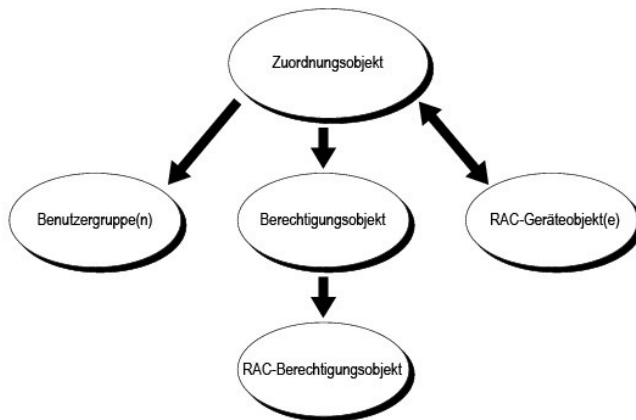 Zuordnungsobjekt
Benutzergruppe(n)
Berechtigungsobjekt
RAC-Geräteobjekt(e)
RAC-Berechtigungsobjekt